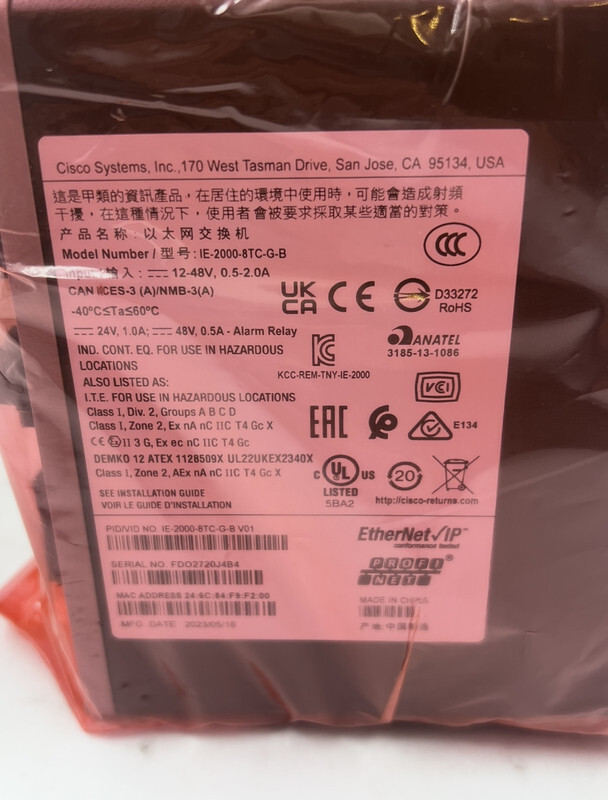 Cisco Systems, Inc.,170 West Tasman Drive, San Jose, CA 95134, USA
這是甲類的資訊產品，在居住的環境中使用時，可能會造成射頻
干擾，在這種情況下，使用者會被要求採取某些適當的對策。
产品名称：以太网交换机
Model Number / 型号: IE-2000-8TC-G-B
Input/輸入: 12-48V, 0.5-2.0A
CAN ICES-3 (A)/NMB-3(A)
-40ºC≤Ta≤60ºC
24V, 1.0A; 48V, 0.5A - Alarm Relay
IND. CONT. EQ. FOR USE IN HAZARDOUS
LOCATIONS
ALSO LISTED AS:
I.T.E. FOR USE IN HAZARDOUS LOCATIONS
Class I, Div. 2, Groups A B C D
Class I, Zone 2, Ex nA nC IIC T4 Gc X
CE Ex II 3 G, Ex ec nC IIC T4 Gc
DEMKO 12 ATEX 1128509X UL22UKEX2340X
Class I, Zone 2, AEx nA nC IIC T4 Gc X
SEE INSTALLATION GUIDE
VOIR LE GUIDE D'INSTALLATION
CCC
UK
CA
CE
D33272
RoHS
ANATEL
3185-13-1086
KCC-REM-TNY-IE-2000
VCI
EAC
E134
C UL US
LISTED
5BA2
20
http://cisco-returns.com
PID/VID NO. IE-2000-8TC-G-B V01
SERIAL NO. FDO2720J4B4
MAC ADDRESS 24:6C:84:F9:F2:00
MFG. DATE 2023/05/16
EtherNet/IP™
conformance tested
PROFI®
NET
MADE IN CHINA
产地: 中国制造